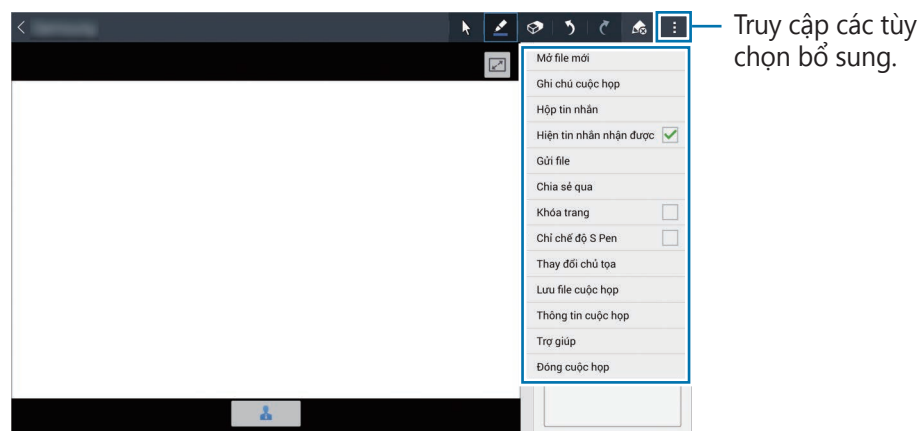 Truy cập các tùy
chọn bổ sung.
Mở file mới
Ghi chú cuộc họp
Hộp tin nhắn
Hiện tin nhắn nhận được
Gửi file
Chia sẻ qua
Khóa trang
Chỉ chế độ S Pen
Thay đổi chủ tọa
Lưu file cuộc họp
Thông tin cuộc họp
Trợ giúp
Đóng cuộc họp